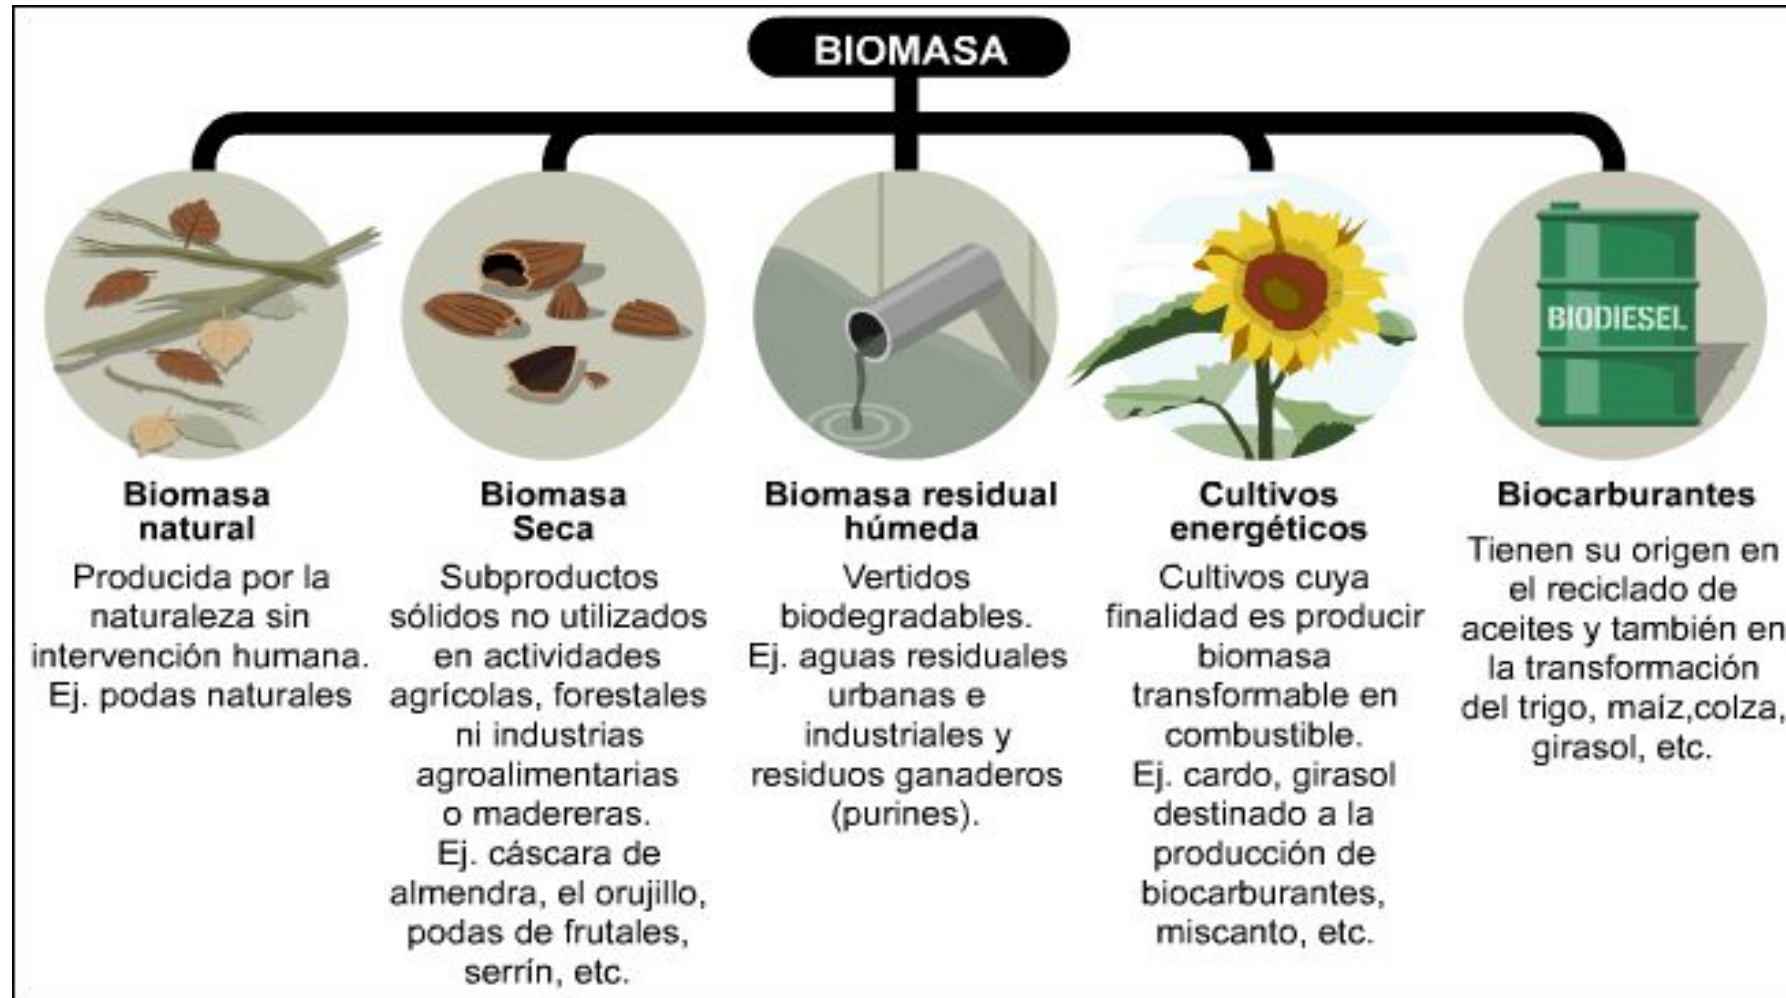 BIOMASA
BIODIESEL
Biomasa
natural
Producida por la
naturaleza sin
intervención humana.
Ej. podas naturales
Biomasa
Seca
Subproductos
sólidos no utilizados
en actividades
agrícolas, forestales
ni industrias
agroalimentarias
o madereras.
Ej. cáscara de
almendra, el orujillo,
podas de frutales,
serrín, etc.
Biomasa residual
húmeda
Vertidos
biodegradables.
Ej. aguas residuales
urbanas e
industriales y
residuos ganaderos
(purines).
Cultivos
energéticos
Cultivos cuya
finalidad es producir
biomasa
transformable en
combustible.
Ej. cardo, girasol
destinado a la
producción de
biocarburantes,
miscanto, etc.
Biocarburantes
Tienen su origen en
el reciclado de
aceites y también en
la transformación
del trigo, maíz,colza,
girasol, etc.